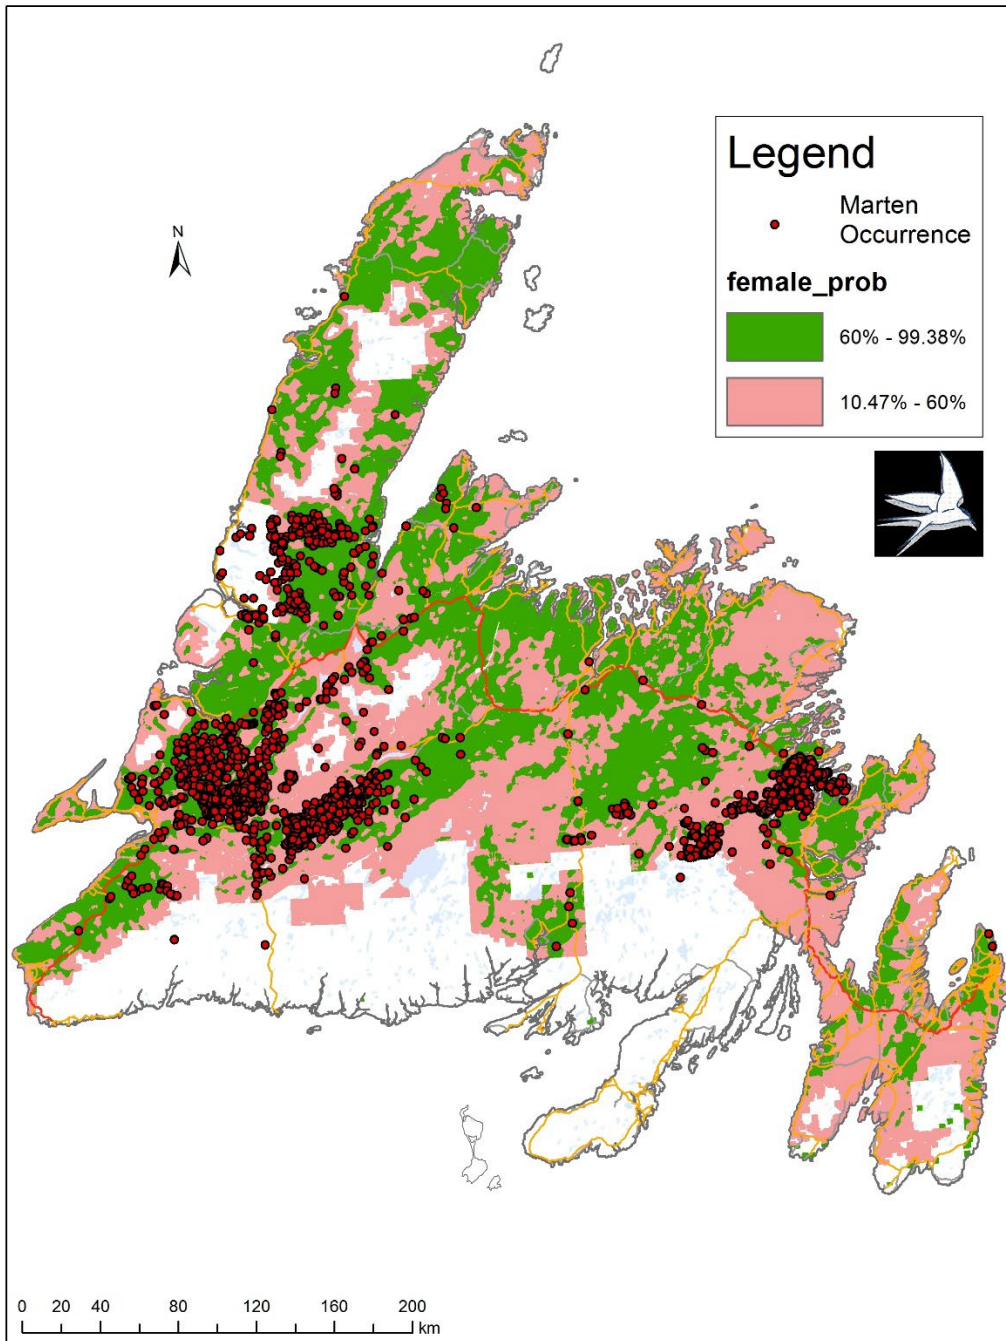 N
Legend
Marten
Occurrence
female_prob
60% - 99.38%
10.47% - 60%
0 20 40 80 120 160 200
km